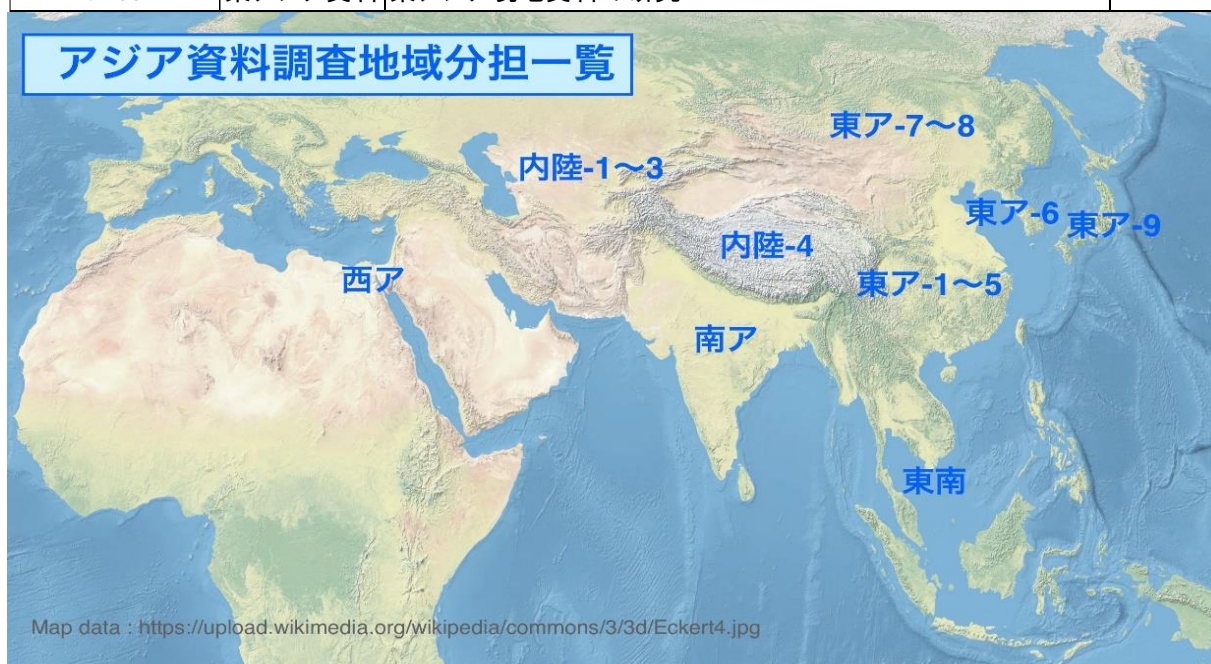 アジア資料調査地域分担一覧
東ア-7〜8
内陸-1〜3
東ア-6
東ア-9
内陸-4
西ア
東ア-1〜5
南ア
東南
Map data : https://upload.wikimedia.org/wikipedia/commons/3/3d/Eckert4.jpg